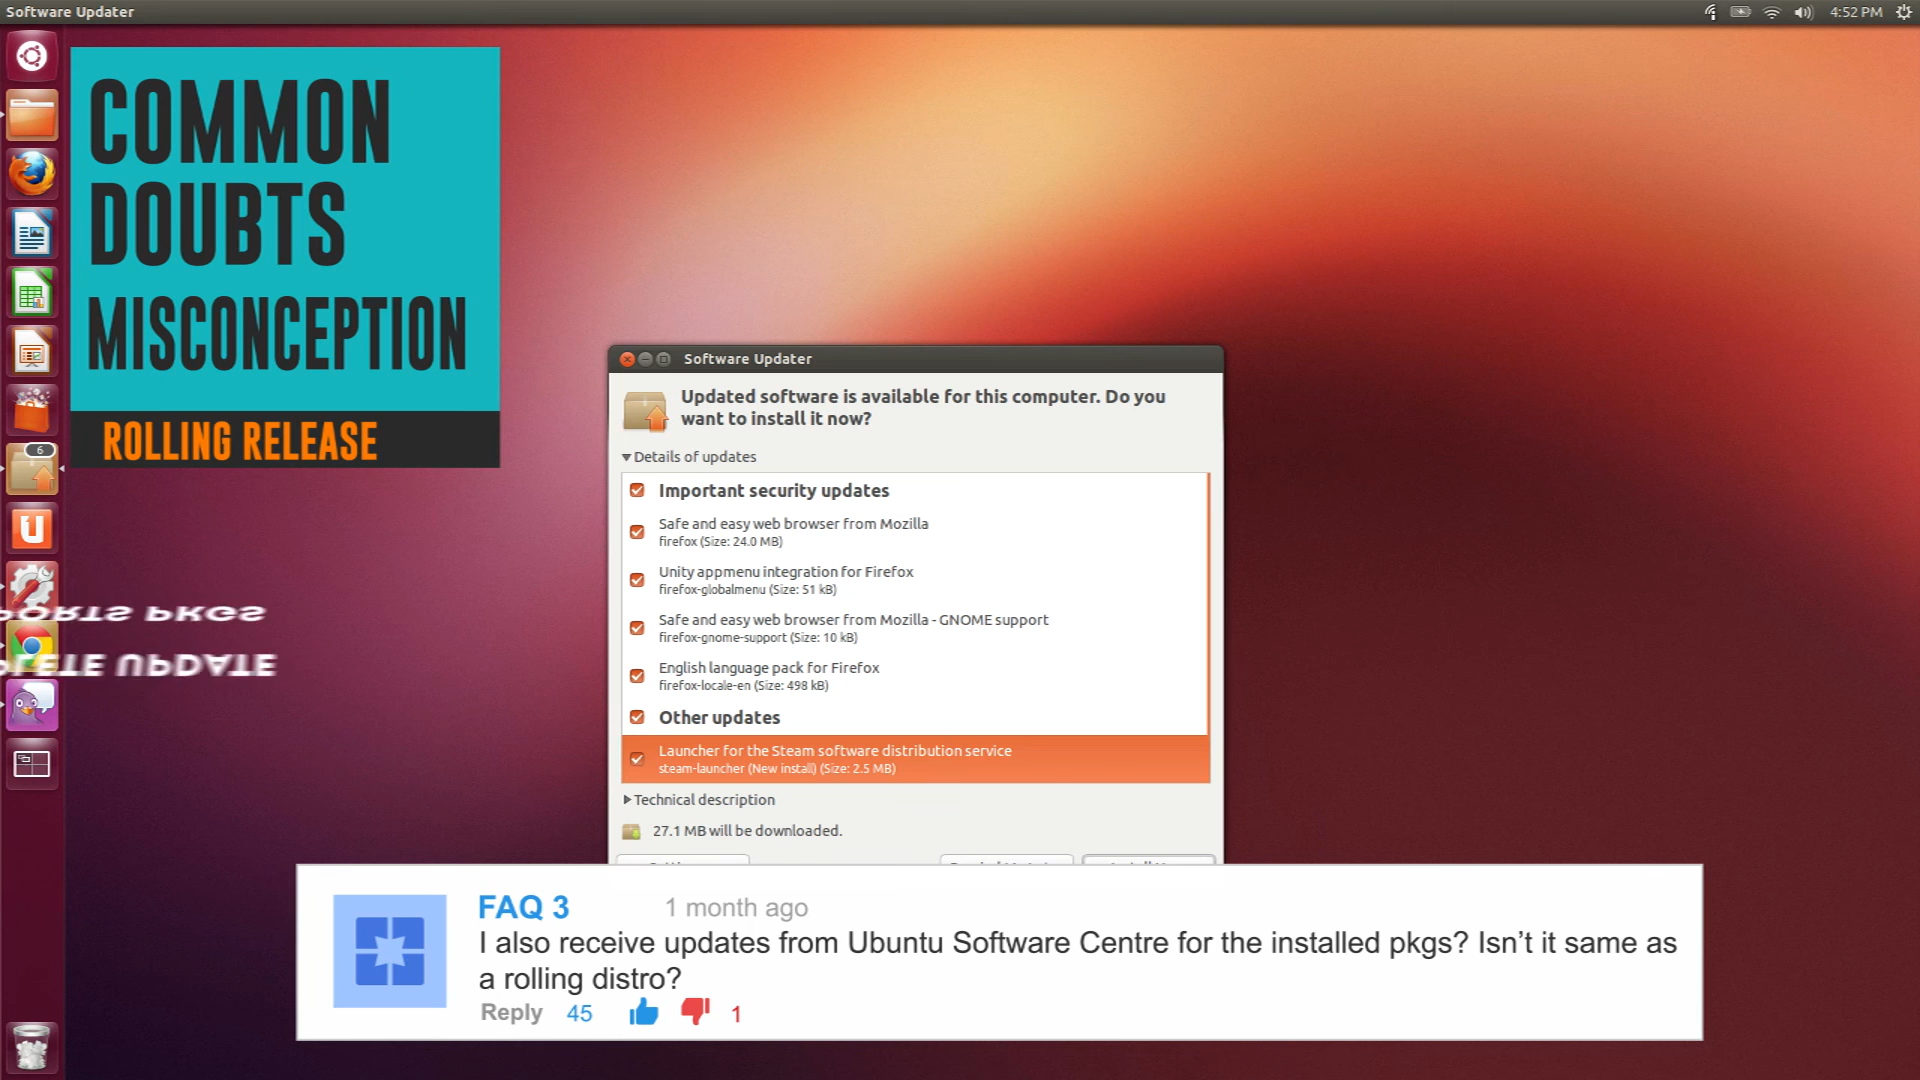 Software Updater
4:52 PM
COMMON
DOUBTS
MISCONCEPTION
ROLLING RELEASE
6
Software Updater
Updated software is available for this computer. Do you
want to install it now?
Details of updates
Important security updates
Safe and easy web browser from Mozilla
firefox (Size: 24.0 MB)
Unity appmenu integration for Firefox
firefox-globalmenu (Size: 51 kB)
Safe and easy web browser from Mozilla - GNOME support
firefox-gnome-support (Size: 10 kB)
English language pack for Firefox
firefox-locale-en (Size: 498 kB)
Other updates
Launcher for the Steam software distribution service
steam-launcher (New install) (Size: 2.5 MB)
Technical description
27.1 MB will be downloaded.
PKGS
UPDATE
FAQ 3 1 month ago
I also receive updates from Ubuntu Software Centre for the installed pkgs? Isn't it same as
a rolling distro?
Reply 45 1